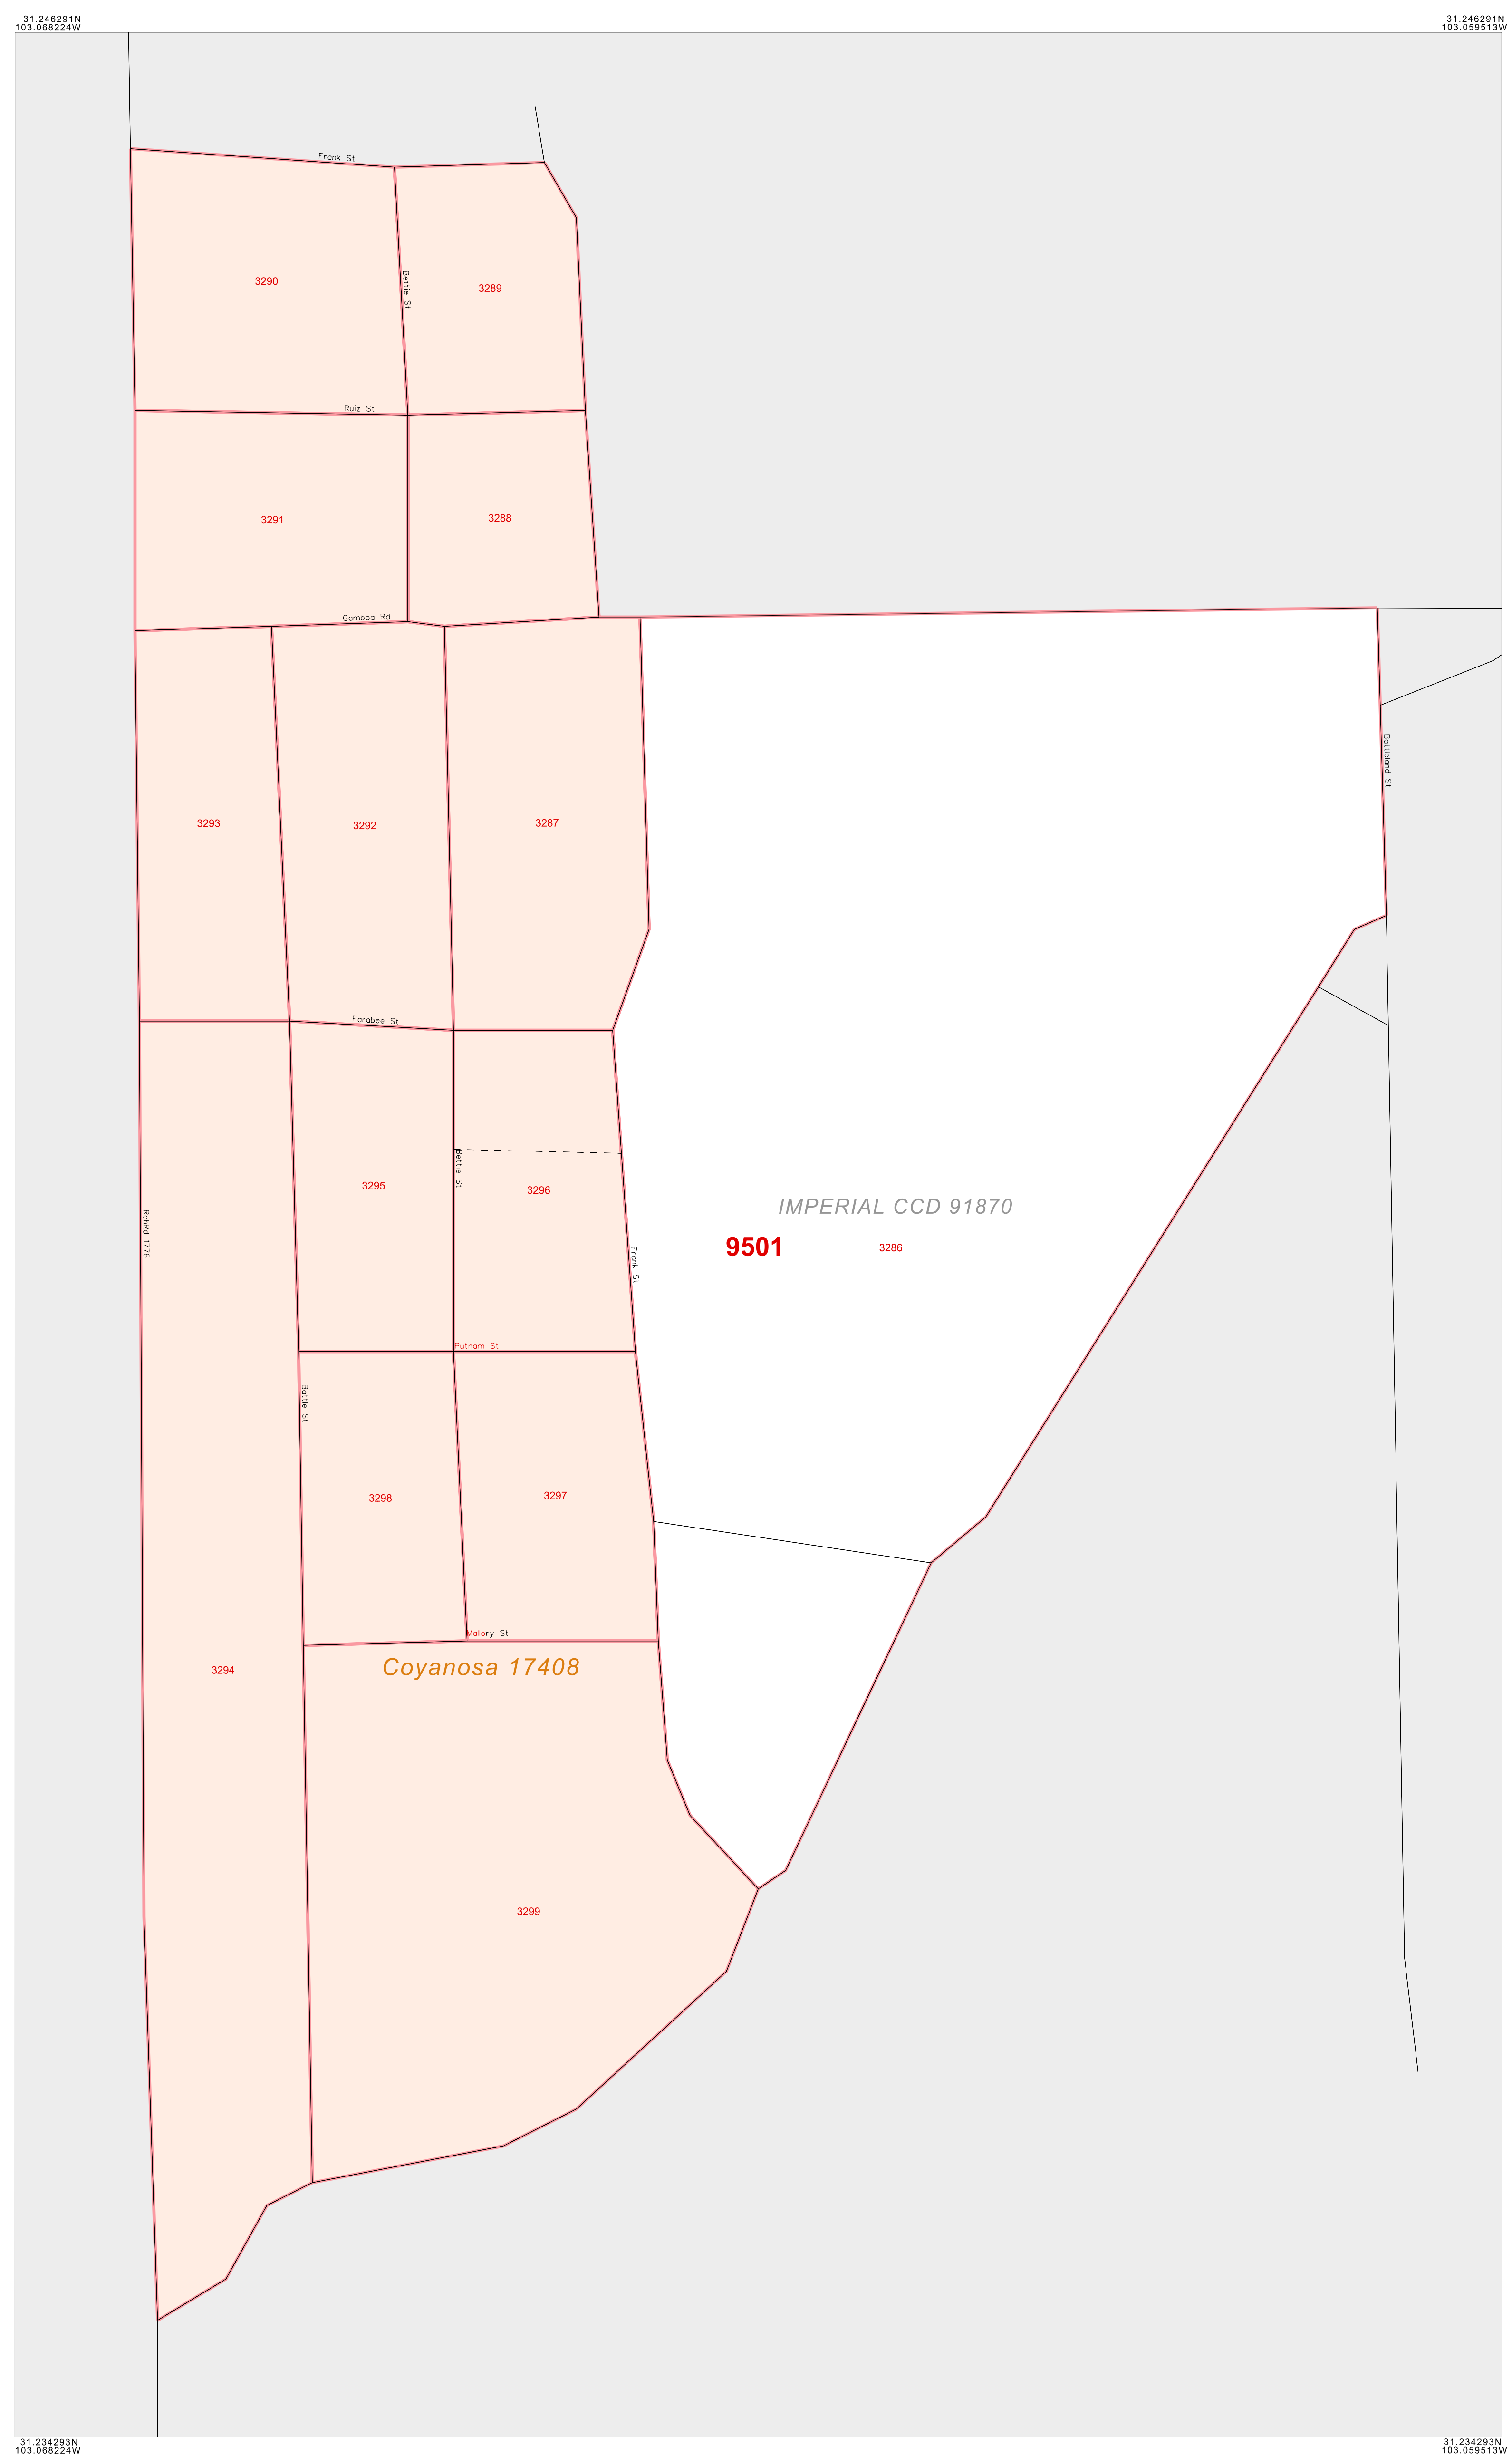 31.246291N
103.068224W
31.246291N
103.059513W
Frank St
3290
Bettie St
3289
Ruiz St
3291
3288
Gamboa Rd
Battleland St
3293
3292
3287
Farabee St
Bettie St
3295
3296
IMPERIAL CCD 91870
9501
3286
RchRd 1776
Frank St
Putnam St
Battle St
3298
3297
Mallory St
Coyanosa 17408
3294
3299
31.234293N
103.068224W
31.234293N
103.059513W